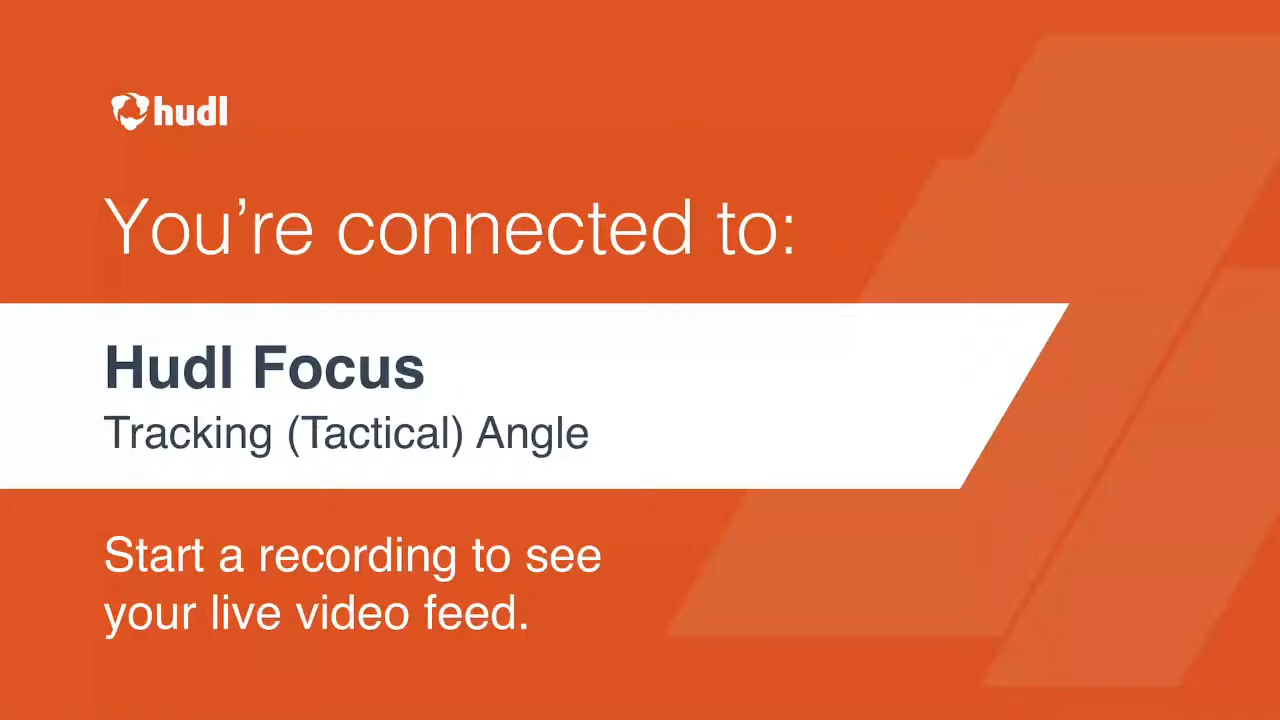 hudl
You’re connected to:
Hudl Focus
Tracking (Tactical) Angle
Start a recording to see
your live video feed.